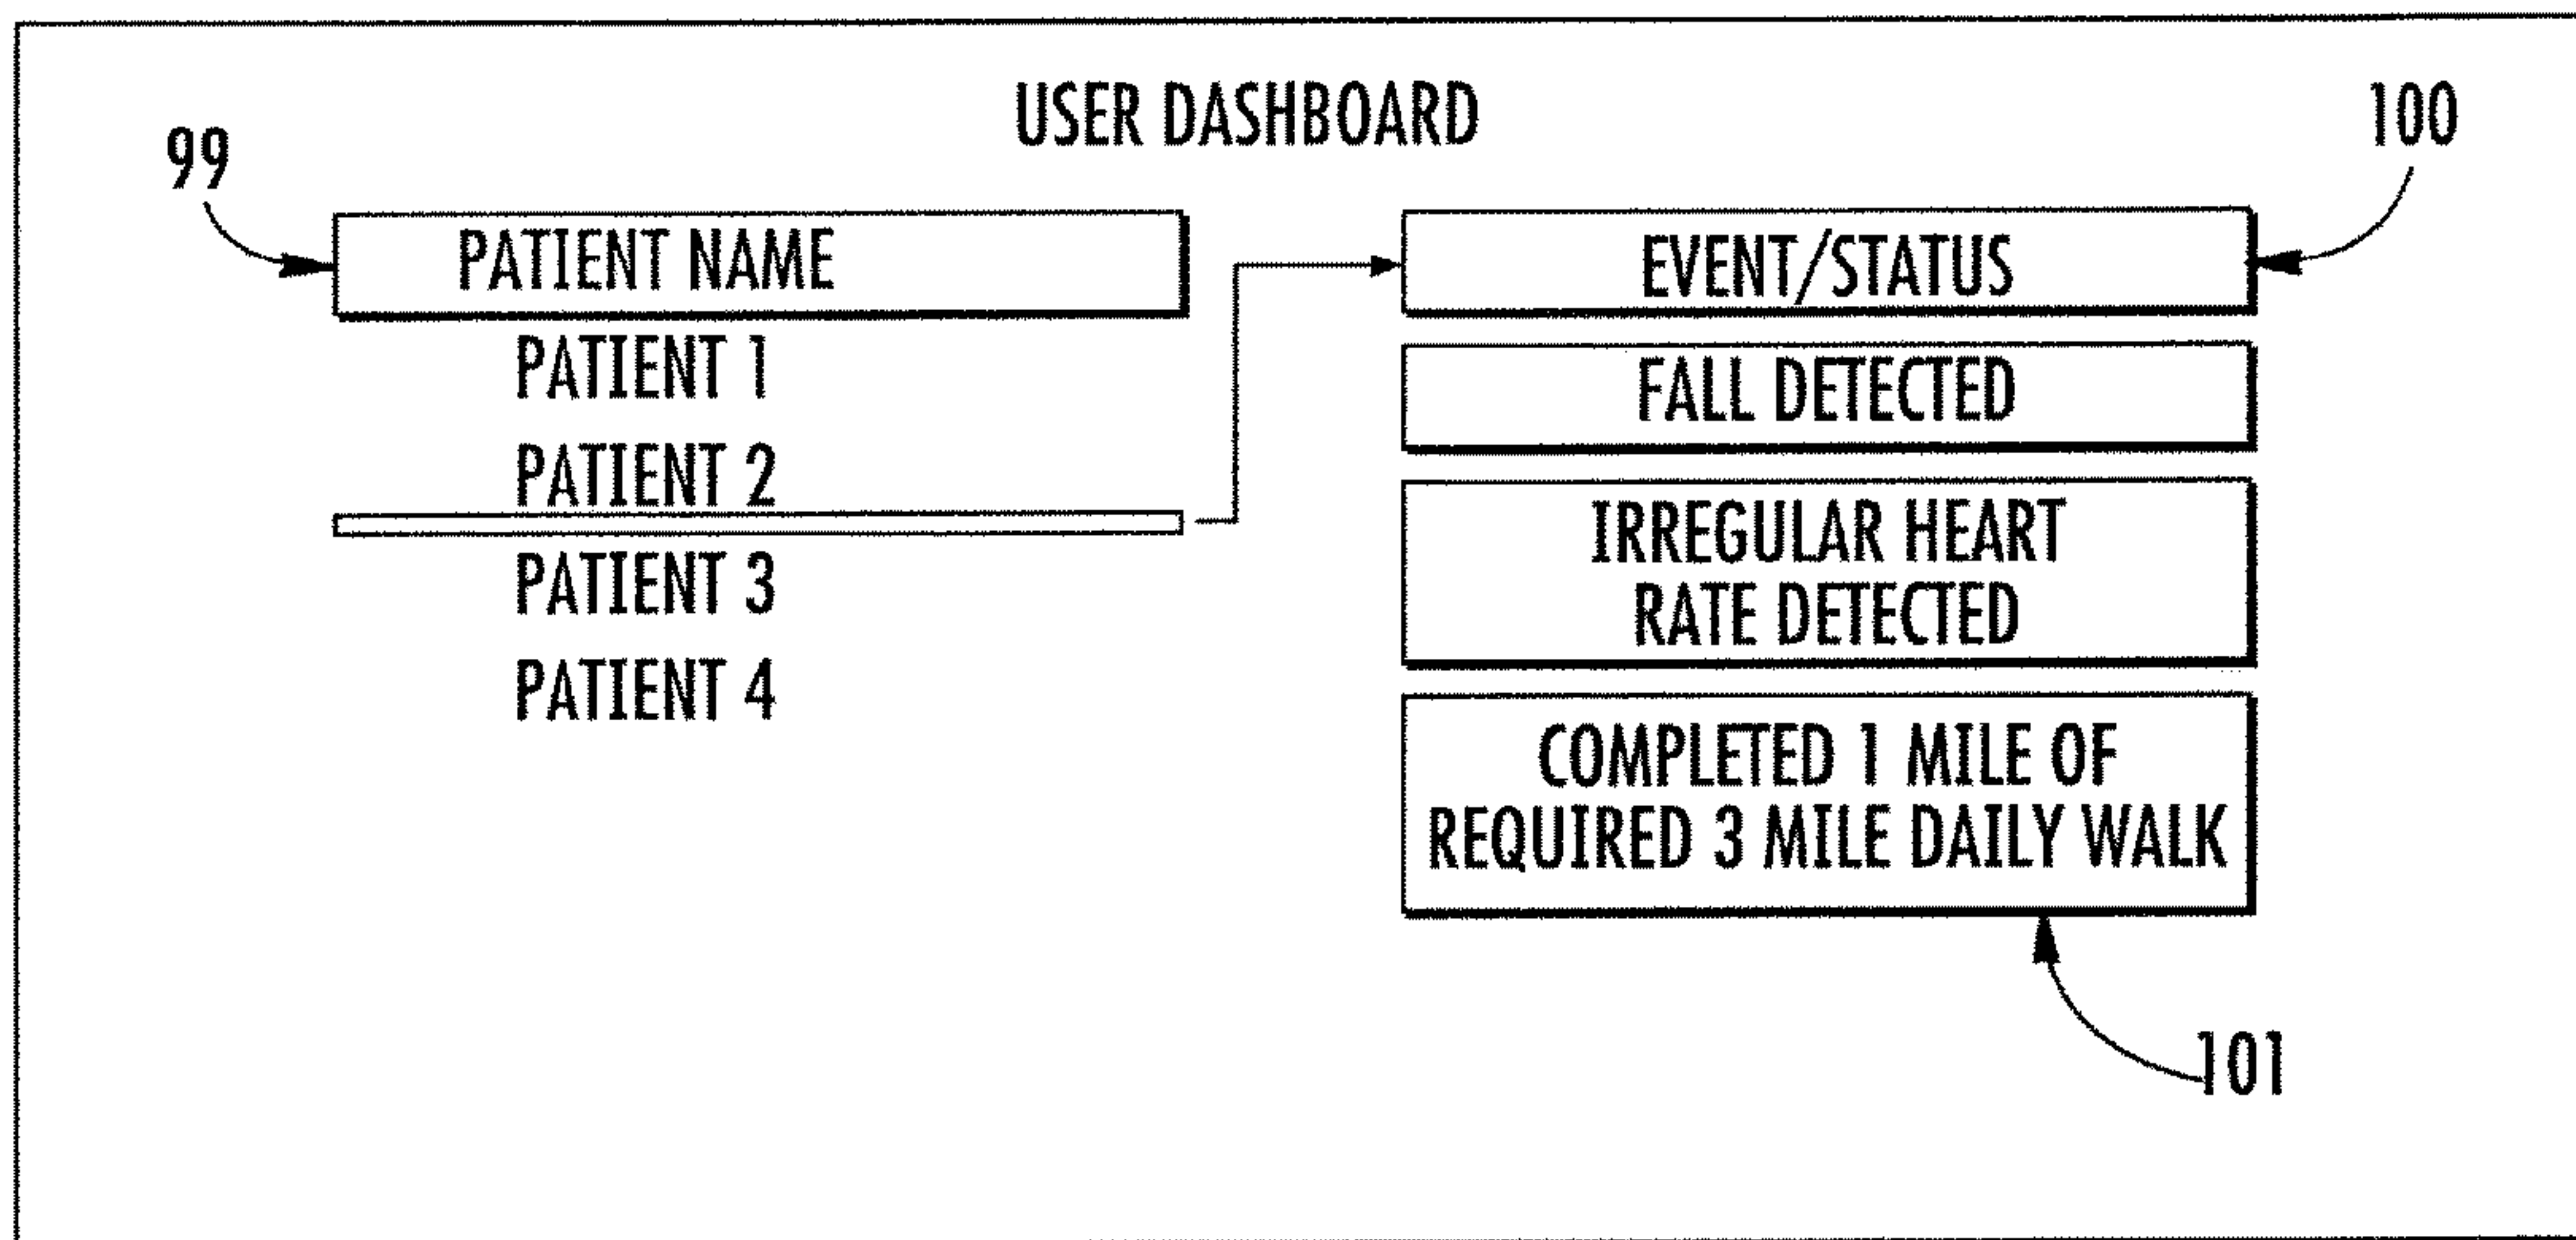 USER DASHBOARD
99
100
PATIENT NAME
PATIENT 1
PATIENT 2
PATIENT 3
PATIENT 4
EVENT/STATUS
FALL DETECTED
IRREGULAR HEART
RATE DETECTED
COMPLETED 1 MILE OF
REQUIRED 3 MILE DAILY WALK
101